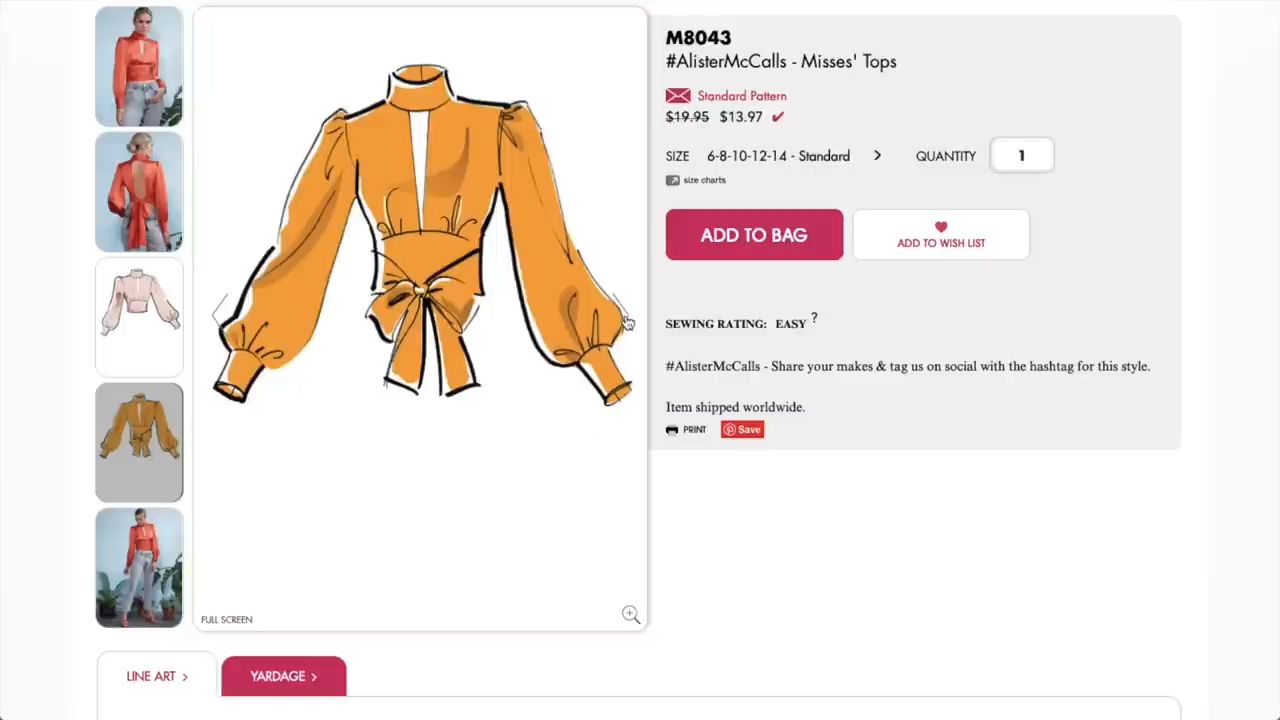 M8043
#AlisterMcCalls - Misses' Tops
Standard Pattern
$19.95 $13.97
SIZE 6-8-10-12-14 - Standard > QUANTITY 1
size charts
ADD TO BAG
ADD TO WISH LIST
SEWING RATING: EASY ?
#AlisterMcCalls - Share your makes & tag us on social with the hashtag for this style.
Item shipped worldwide.
PRINT Save
FULL SCREEN
LINE ART > YARDAGE >